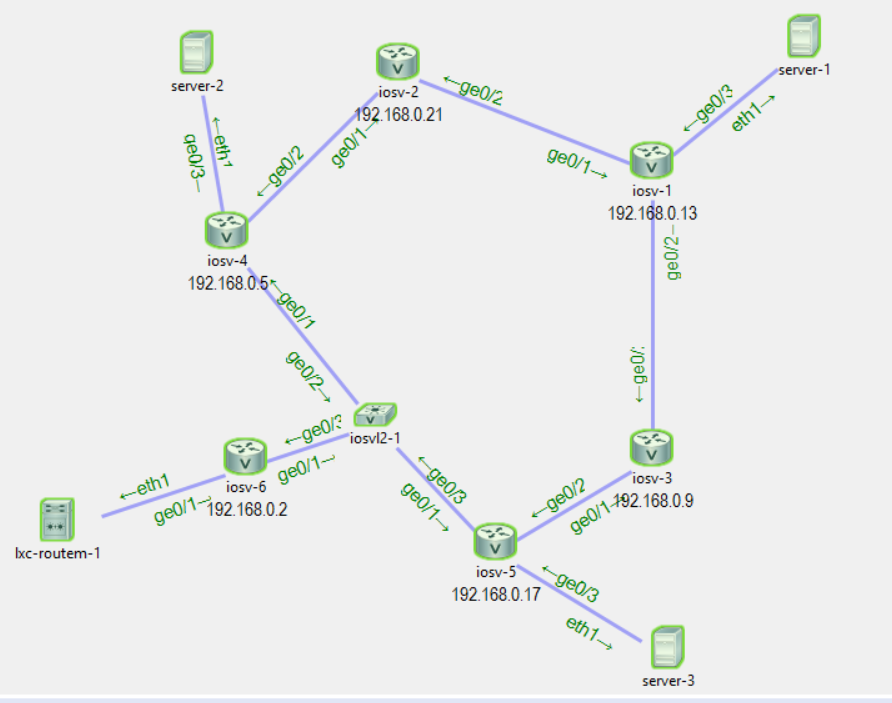 server-2
iosv-2
192.168.0.21
server-1
←ge0/2
←ge0/3
eth1→
←eth1
ge0/3→
←ge0/2
ge0/1→
ge0/1→
iosv-1
192.168.0.13
ge0/2→
iosv-4
192.168.0.5
←ge0/1
ge0/2→
←ge0/
iosvl2-1
←ge0/3
ge0/1→
iosv-6
192.168.0.2
←eth1
ge0/1→
lxc-routem-1
←ge0/3
ge0/1→
iosv-3
192.168.0.9
←ge0/2
ge0/1→
iosv-5
192.168.0.17
←ge0/3
eth1→
server-3